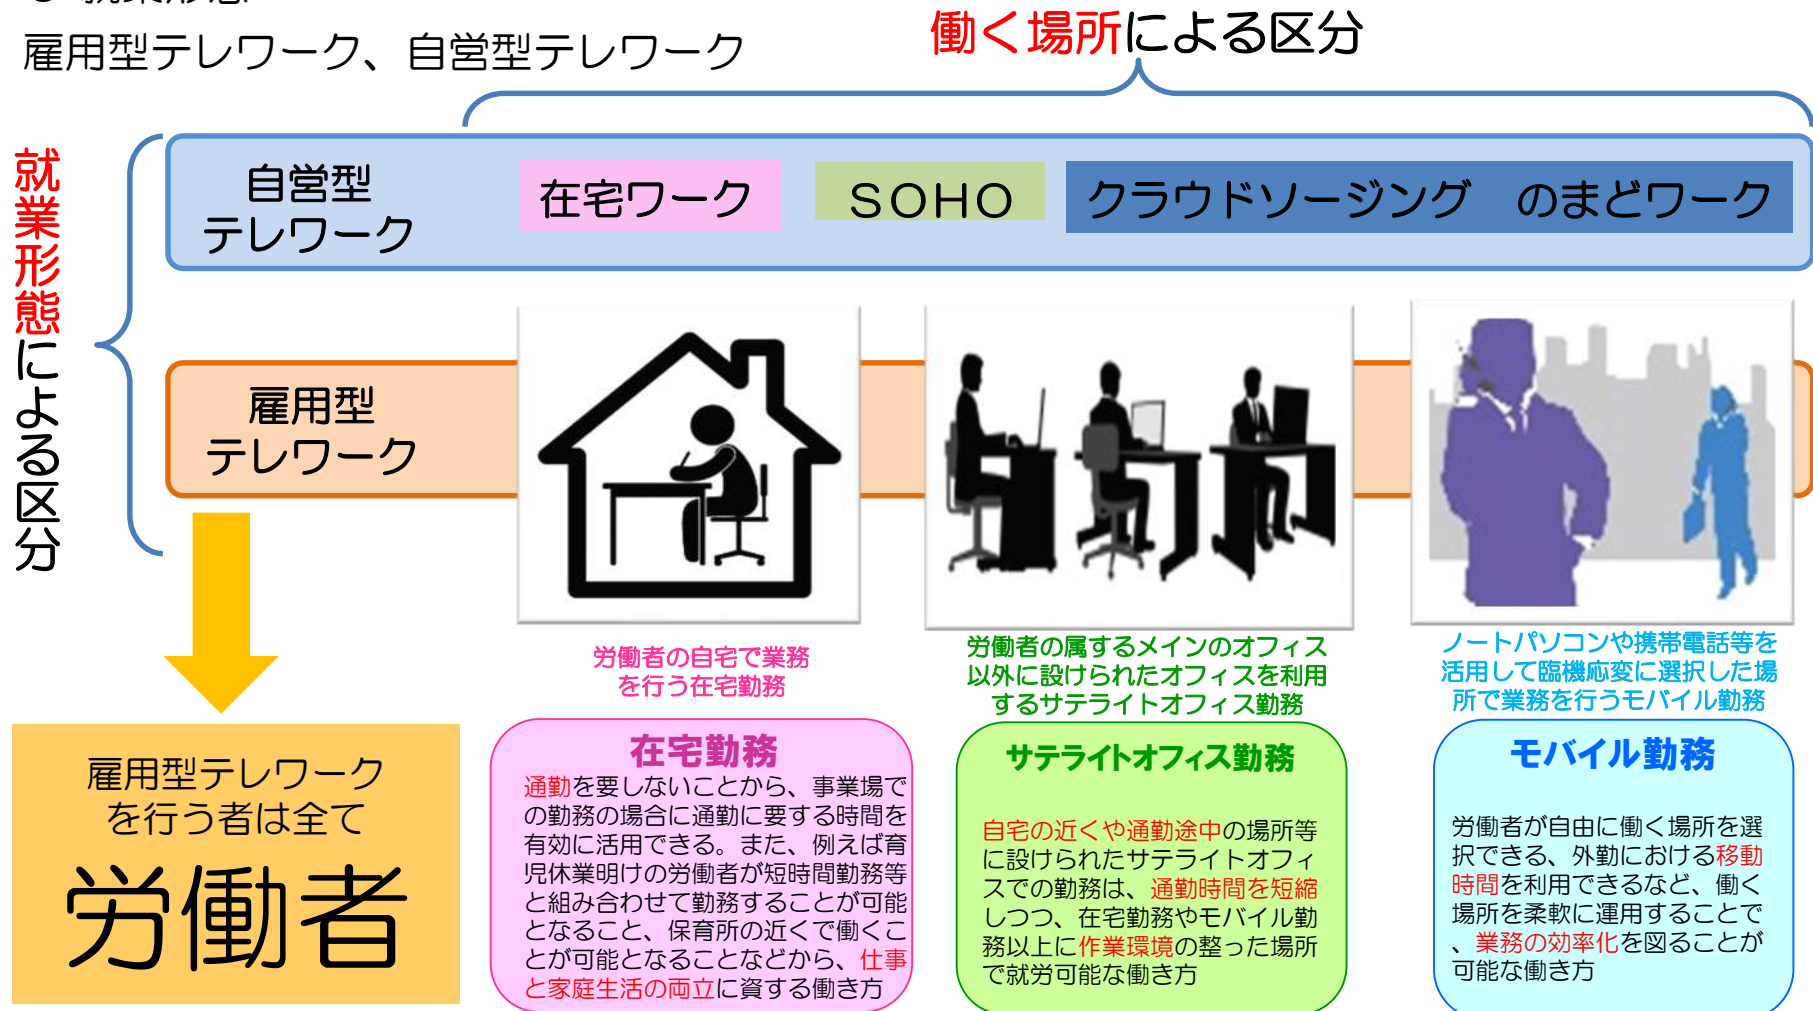 雇用型テレワーク、自営型テレワーク
働く場所による区分
就業形態による区分
自営型
テレワーク
在宅ワーク
SOHO
クラウドソージング　のまどワーク
雇用型
テレワーク
労働者の自宅で業務
を行う在宅勤務
労働者の属するメインのオフィス
以外に設けられたオフィスを利用
するサテライトオフィス勤務
ノートパソコンや携帯電話等を
活用して臨機応変に選択した場
所で業務を行うモバイル勤務
雇用型テレワーク
を行う者は全て
労働者
在宅勤務
通勤を要しないことから、事業場で
の勤務の場合に通勤に要する時間を
有効に活用できる。また、例えば育
児休業明けの労働者が短時間勤務等
と組み合わせて勤務することが可能
となること、保育所の近くで働くこ
とが可能となることなどから、仕事
と家庭生活の両立に資する働き方
サテライトオフィス勤務
自宅の近くや通勤途中の場所等
に設けられたサテライトオフィ
スでの勤務は、通勤時間を短縮
しつつ、在宅勤務やモバイル勤
務以上に作業環境の整った場所
で就労可能な働き方
モバイル勤務
労働者が自由に働く場所を選
択できる、外勤における移動
時間を利用できるなど、働く
場所を柔軟に運用することで
、業務の効率化を図ることが
可能な働き方